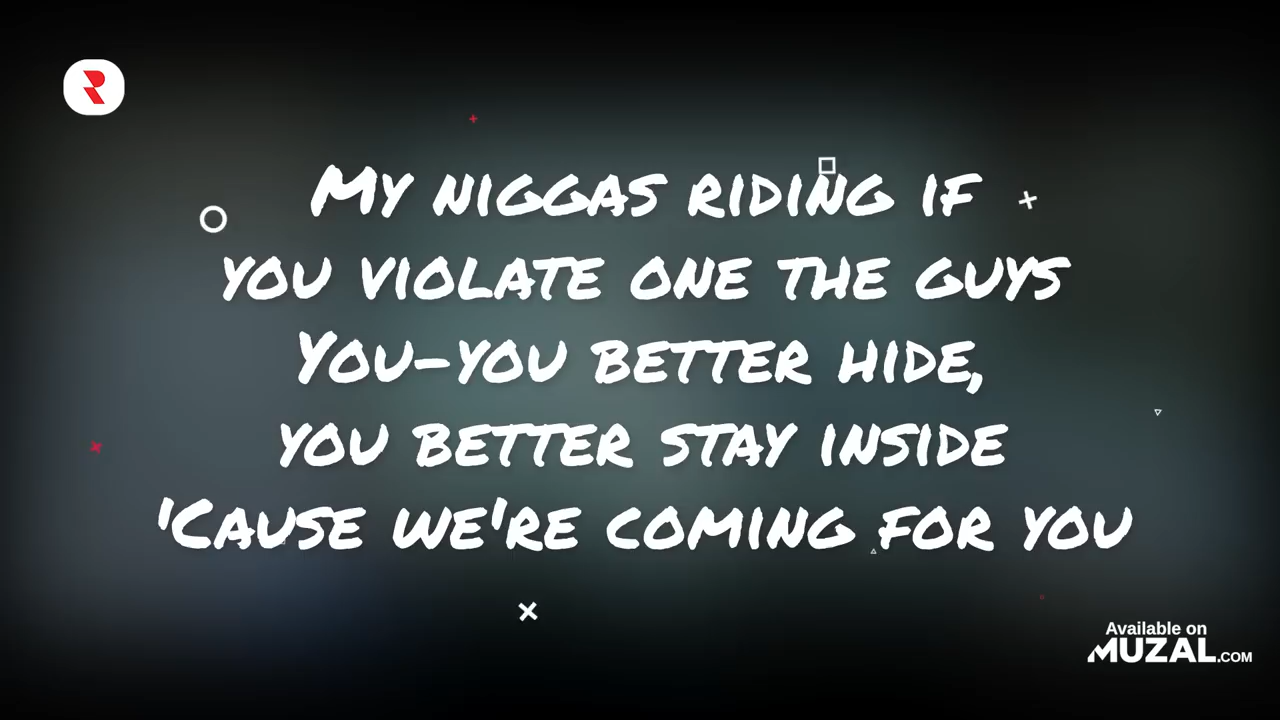 My niggas riding if
you violate one the guys
You-you better hide,
you better stay inside
'Cause we're coming for you
Available on
MUZAL.COM